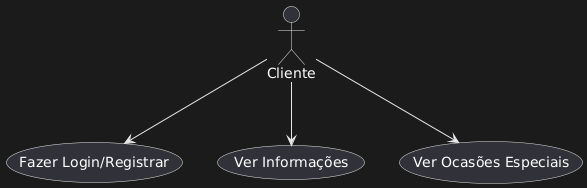 Cliente
Fazer Login/Registrar
Ver Informações
Ver Ocasões Especiais